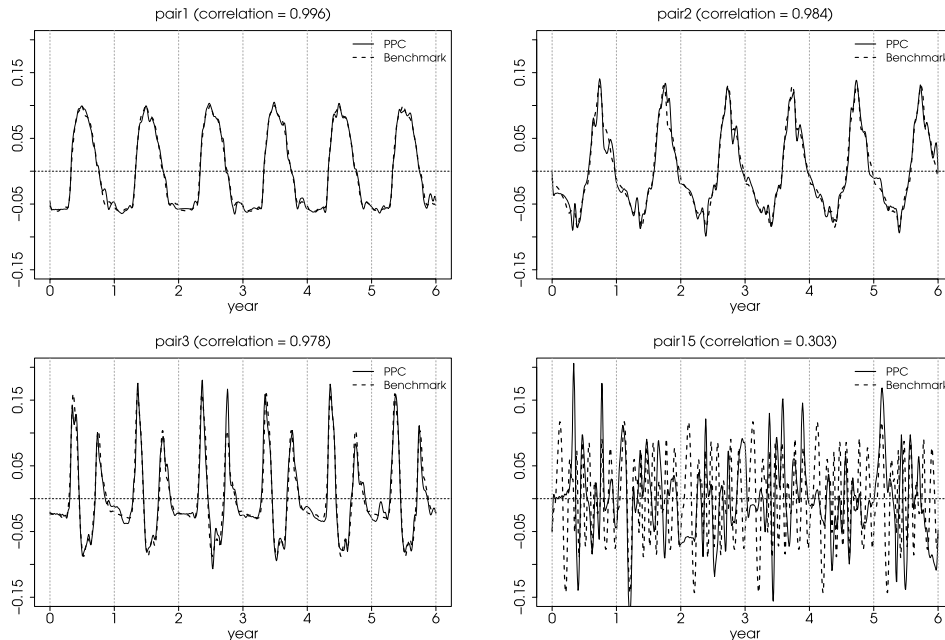 pair1 (correlation = 0.996)
PPC
Benchmark
0.15
0.05
−0.05
−0.15
0 1 2 3 4 5 6
year
pair2 (correlation = 0.984)
PPC
Benchmark
0.15
0.05
−0.05
−0.15
0 1 2 3 4 5 6
year
pair3 (correlation = 0.978)
PPC
Benchmark
0.15
0.05
−0.05
−0.15
0 1 2 3 4 5 6
year
pair15 (correlation = 0.303)
PPC
Benchmark
0.15
0.05
−0.05
−0.15
0 1 2 3 4 5 6
year